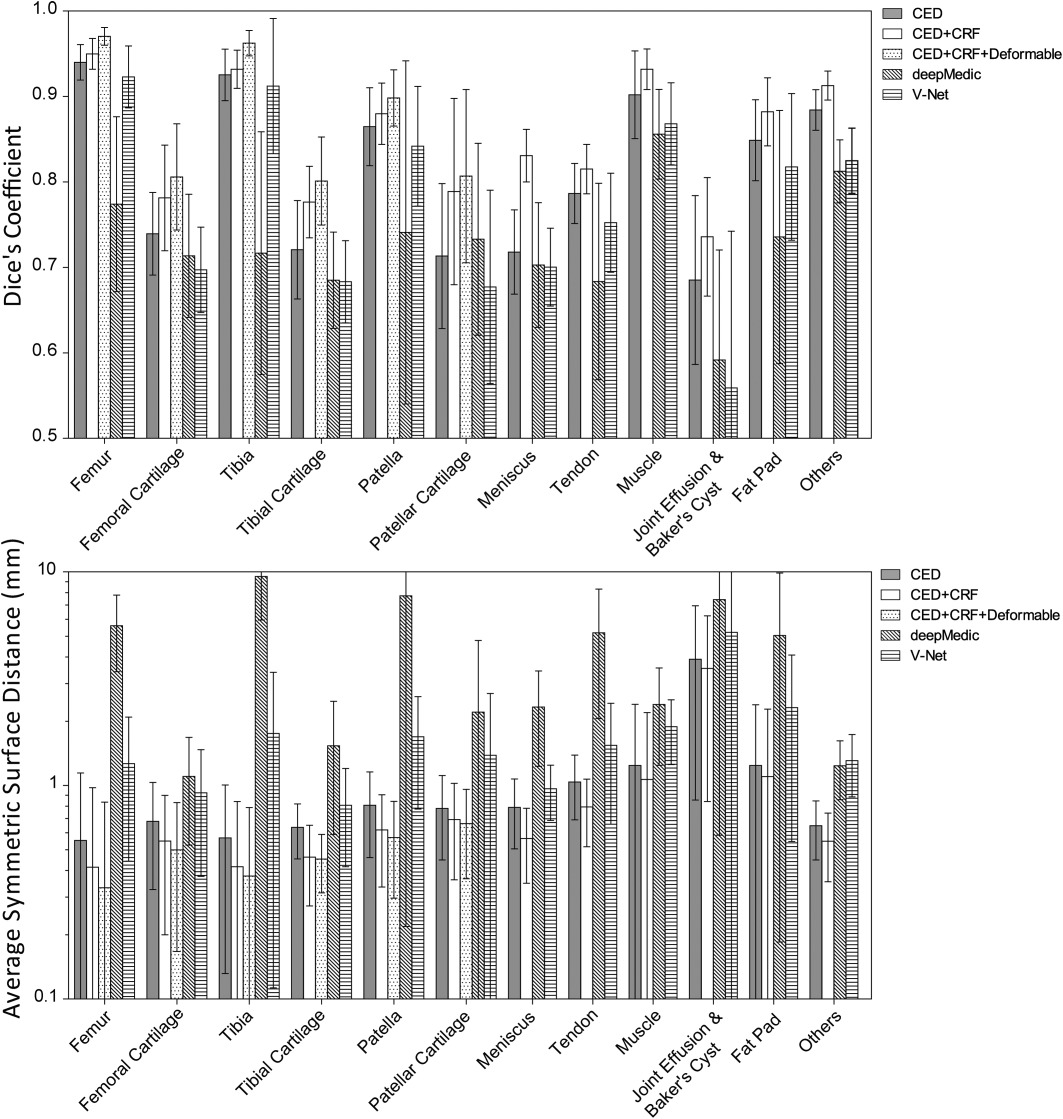 Dice's Coefficient
1.0
0.9
0.8
0.7
0.6
0.5
CED
CED+CRF
CED+CRF+Deformable
deepMedic
V-Net
Femur
Femoral Cartilage
Tibia
Tibial Cartilage
Patella
Patellar Cartilage
Meniscus
Tendon
Muscle
Joint Effusion &
Baker's Cyst
Fat Pad
Others
Average Symmetric Surface Distance (mm)
10
1
0.1
CED
CED+CRF
CED+CRF+Deformable
deepMedic
V-Net
Femur
Femoral Cartilage
Tibia
Tibial Cartilage
Patella
Patellar Cartilage
Meniscus
Tendon
Muscle
Joint Effusion &
Baker's Cyst
Fat Pad
Others